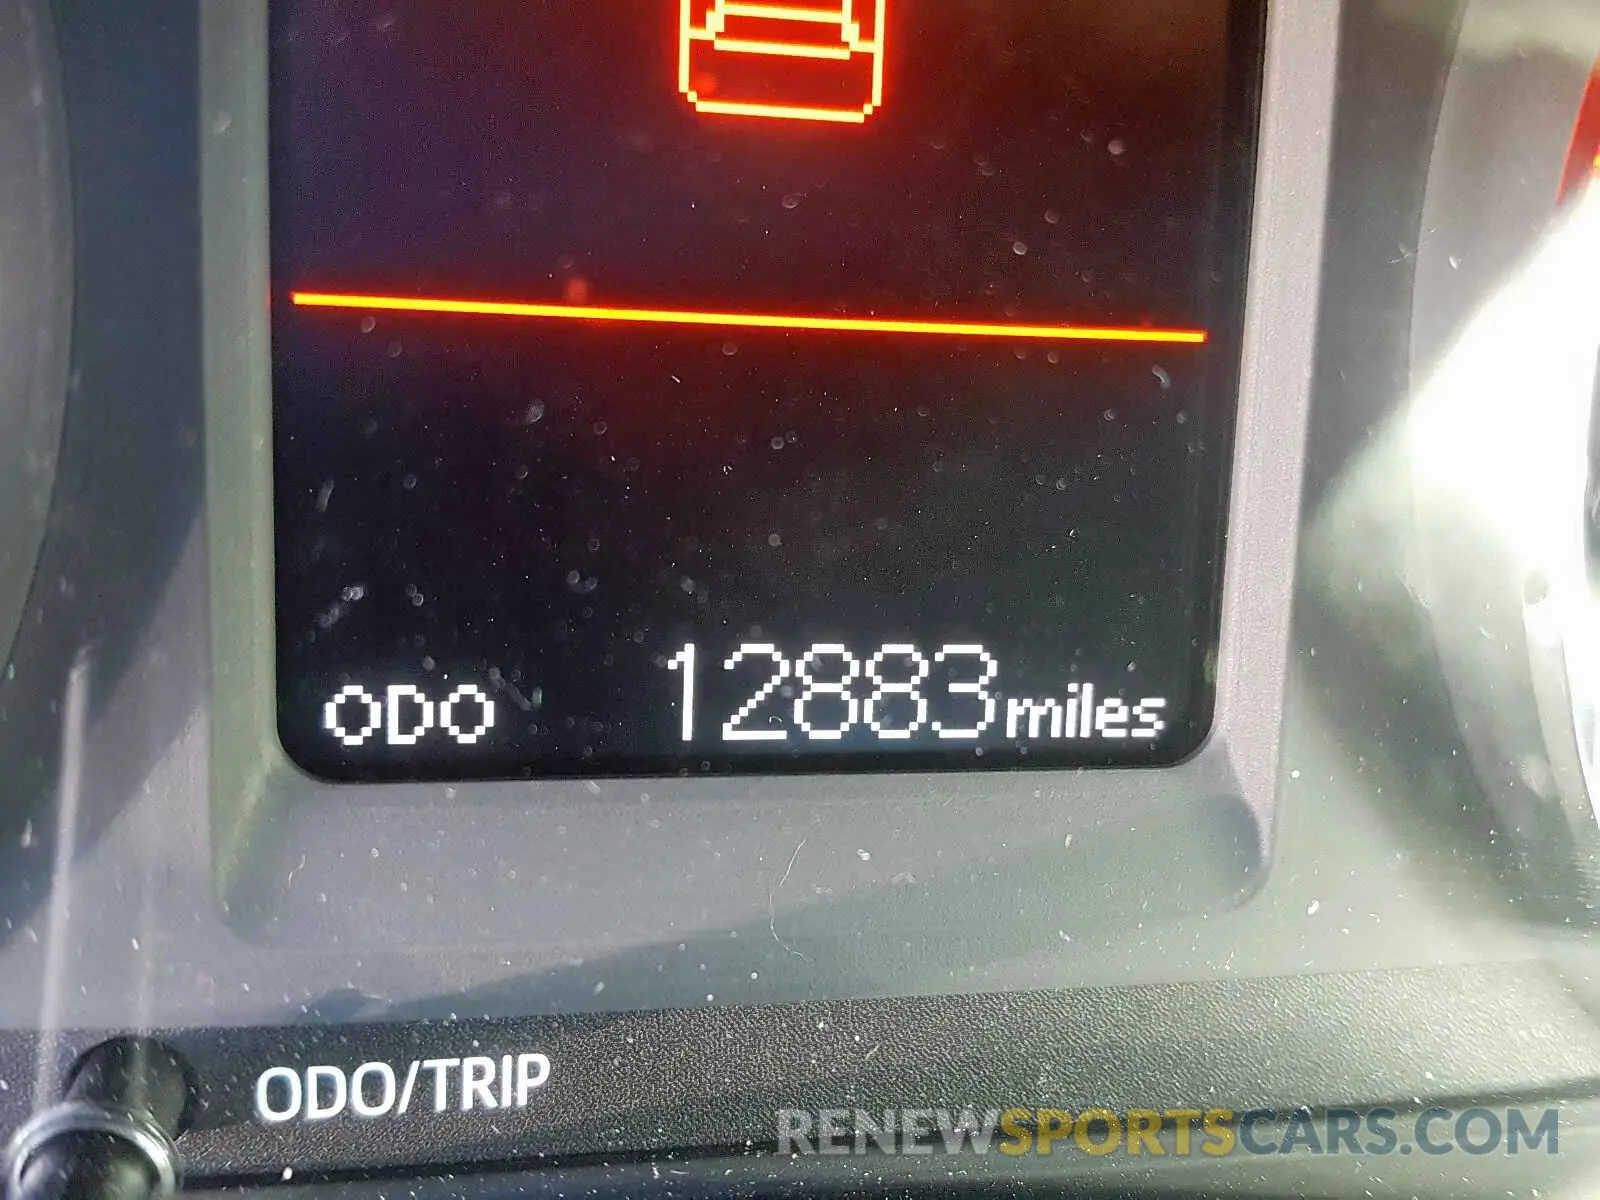 ODO 12883 miles
ODO/TRIP
RENEWSPORTSCARS.COM